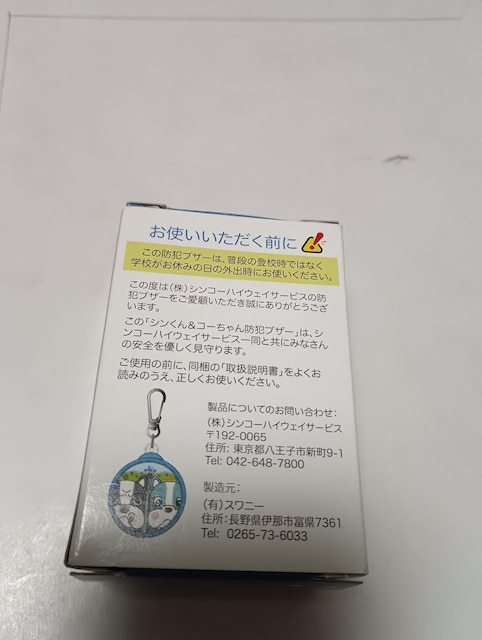 お使いいただく前に
この防犯ブザーは、普段の登校時ではなく
学校がお休みの日の外出時にお使いください。
この度は(株)シンコーハイウェイサービスの防
犯ブザーをご愛顧いただき誠にありがとうござ
います。
この「シンくん&コーちゃん防犯ブザー」は、シ
ンコーハイウェイサービス一同と共にみなさん
の安全を優しく見守ります。
ご使用の前に、同梱の「取扱説明書」をよくお
読みのうえ、正しくお使いください。
製品についてのお問い合わせ:
(株)シンコーハイウェイサービス
〒192-0065
住所: 東京都八王子市新町9-1
Tel: 042-648-7800
製造元:
(有)スワニー
住所:長野県伊那市富県7361
Tel: 0265-73-6033